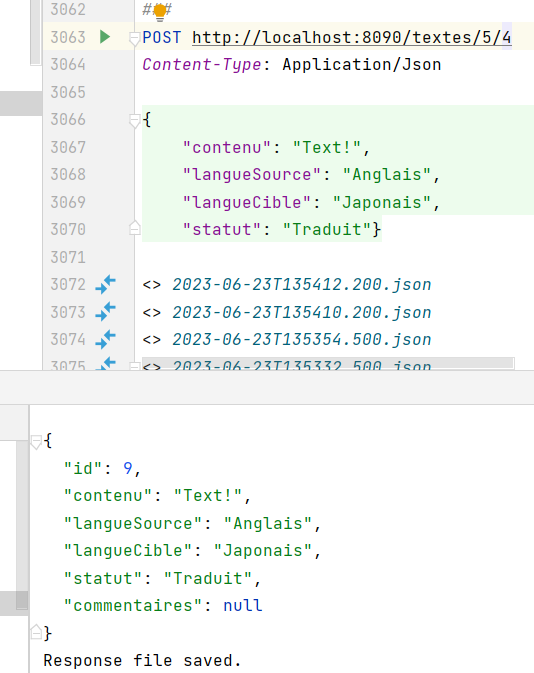 3062 ###
3063 POST http://localhost:8090/textes/5/4
3064 Content-Type: Application/Json
3065
3066 {
3067 "contenu": "Text!",
3068 "langueSource": "Anglais",
3069 "langueCible": "Japonais",
3070 "statut": "Traduit"}
3071
3072 <> 2023-06-23T135412.200.json
3073 <> 2023-06-23T135410.200.json
3074 <> 2023-06-23T135354.500.json
3075 <> 2023-06-23T135332.500.json
{
"id": 9,
"contenu": "Text!",
"langueSource": "Anglais",
"langueCible": "Japonais",
"statut": "Traduit",
"commentaires": null
}
Response file saved.